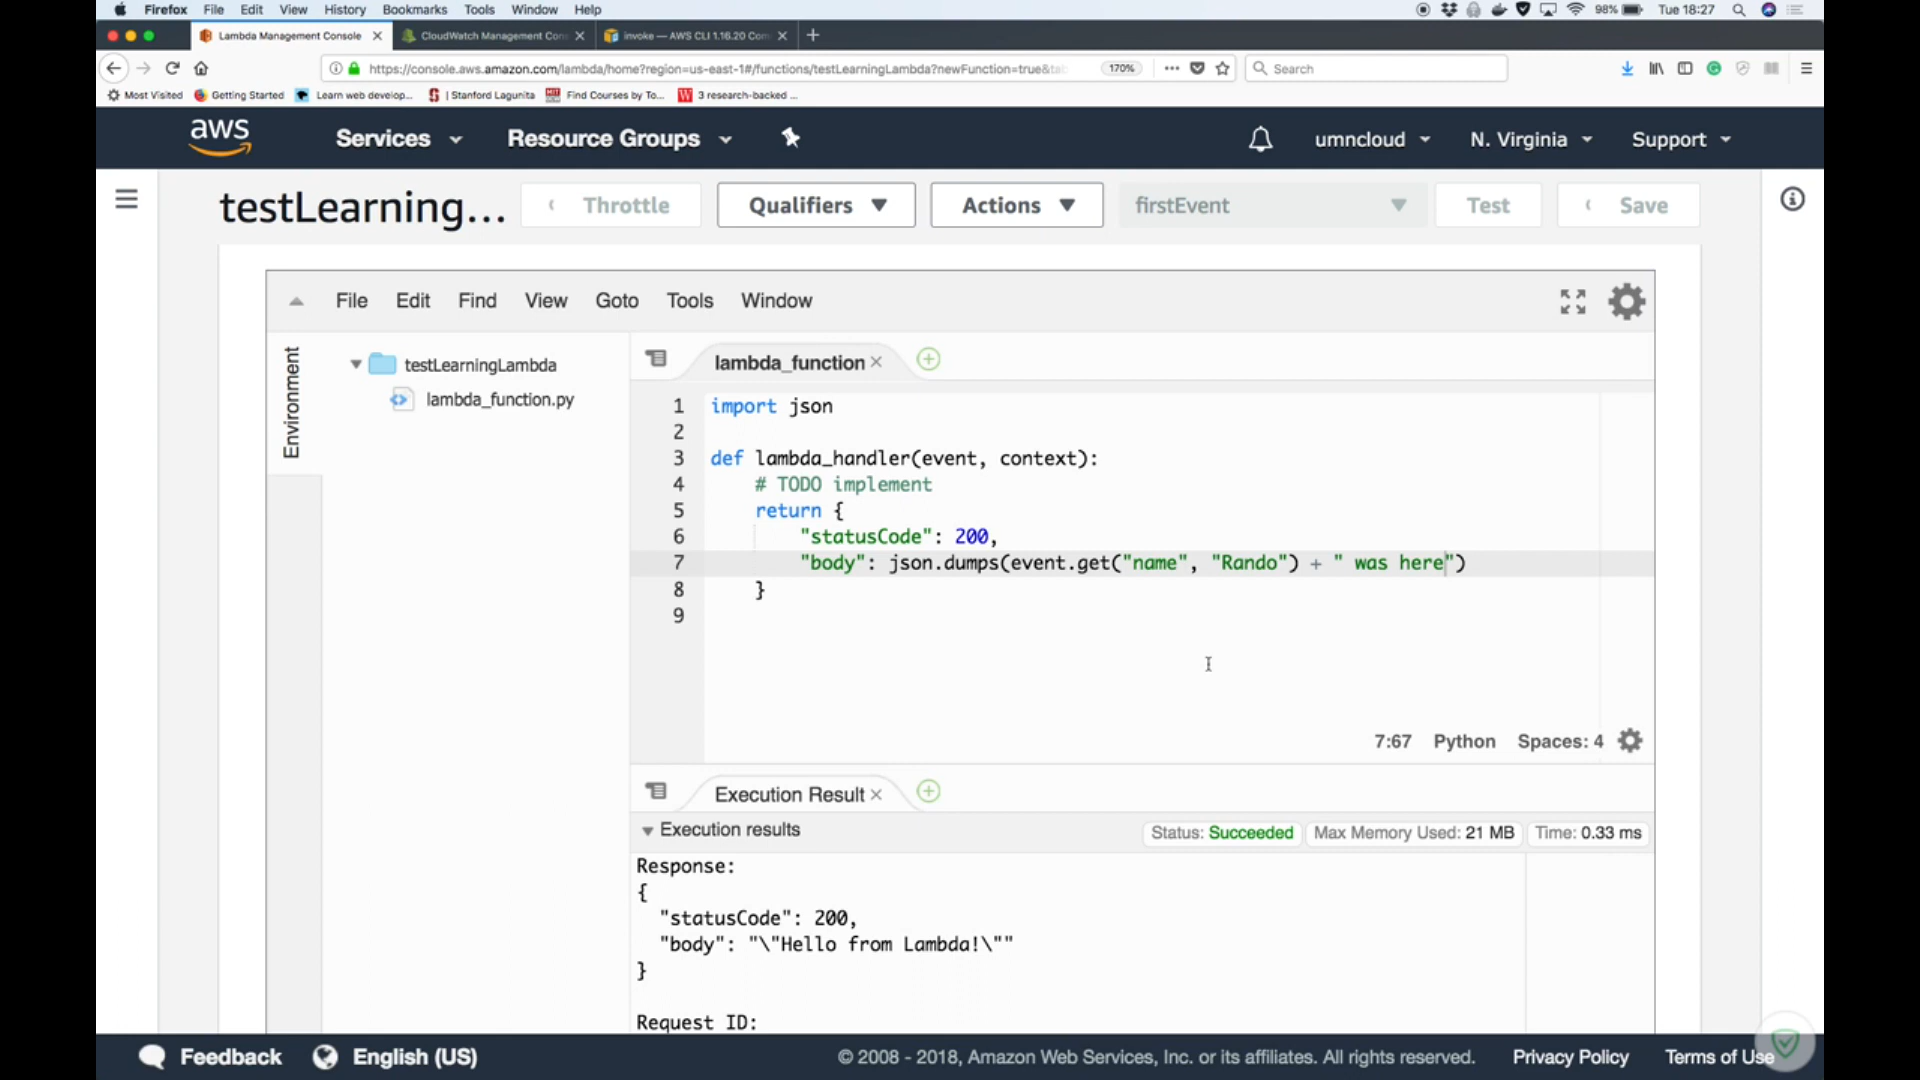 Firefox File Edit View History Bookmarks Tools Window Help 98% Tue 18:27
Lambda Management Console CloudWatch Management Con invoke — AWS CLI 1.16.20 Com
https://console.aws.amazon.com/lambda/home?region=us-east-1#/functions/testLearningLambda?newFunction=true&tab 170% Search
Most Visited Getting Started Learn web develop... | Stanford Lagunita Find Courses by To... 3 research-backed ...
aws Services Resource Groups umncloud N. Virginia Support
testLearning... Throttle Qualifiers Actions firstEvent Test Save
File Edit Find View Goto Tools Window
Environment
testLearningLambda
lambda_function.py
lambda_function
1 import json
2
3 def lambda_handler(event, context):
4 # TODO implement
5 return {
6 "statusCode": 200,
7 "body": json.dumps(event.get("name", "Rando") + " was here")
8 }
9
7:67 Python Spaces: 4
Execution Result
Execution results Status: Succeeded Max Memory Used: 21 MB Time: 0.33 ms
Response:
{
"statusCode": 200,
"body": "\"Hello from Lambda!\""
}
Request ID:
Feedback English (US) © 2008 - 2018, Amazon Web Services, Inc. or its affiliates. All rights reserved. Privacy Policy Terms of Use